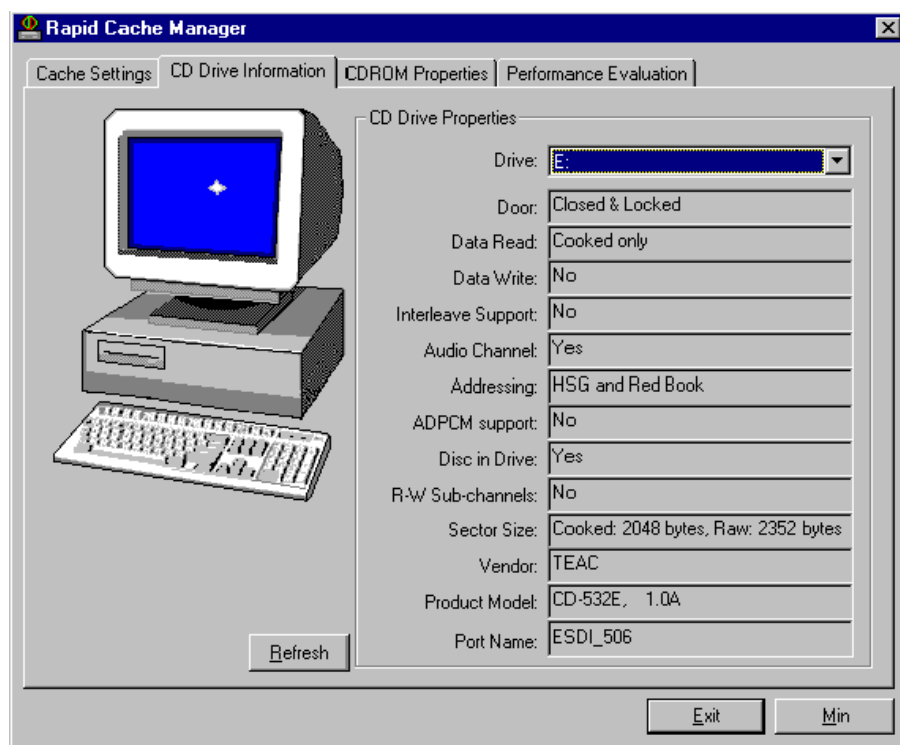 Rapid Cache Manager
Cache Settings CD Drive Information CDROM Properties Performance Evaluation
CD Drive Properties
Drive: E:
Door: Closed & Locked
Data Read: Cooked only
Data Write: No
Interleave Support: No
Audio Channel: Yes
Addressing: HSG and Red Book
ADPCM support: No
Disc in Drive: Yes
R-W Sub-channels: No
Sector Size: Cooked: 2048 bytes, Raw: 2352 bytes
Vendor: TEAC
Product Model: CD-532E, 1.0A
Port Name: ESDI_506
Refresh
Exit Min